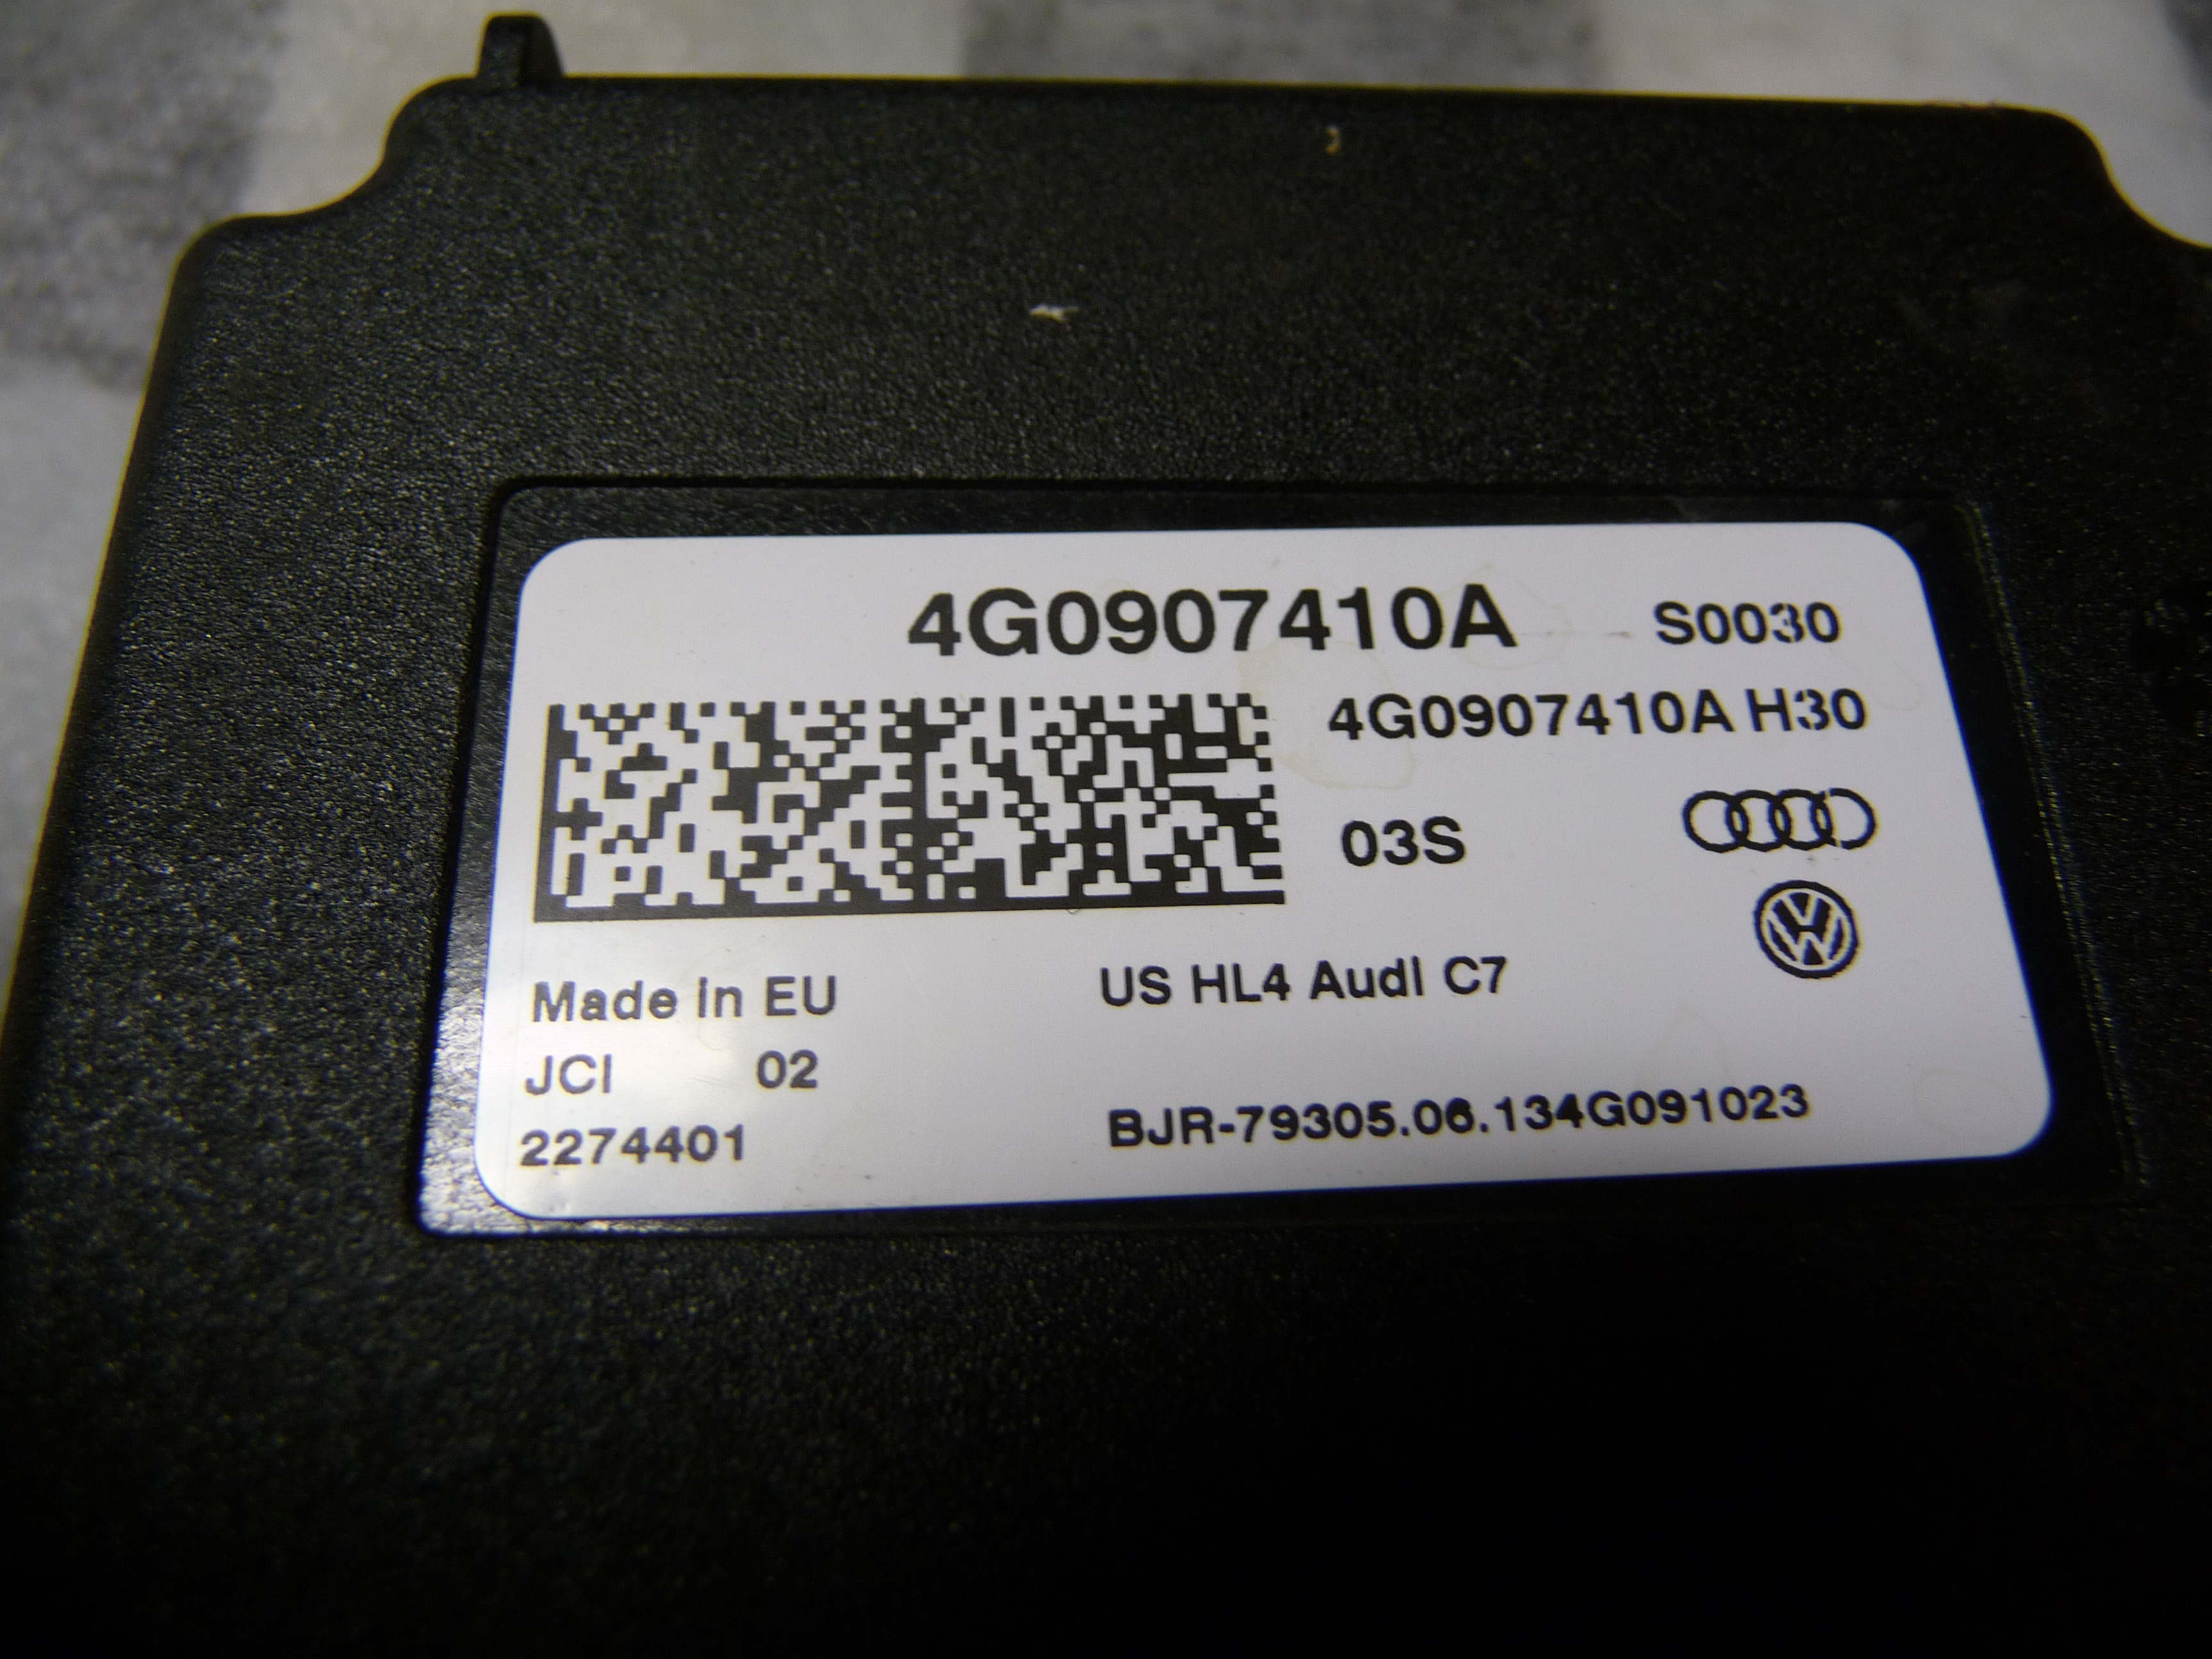 4G0907410A S0030
4G0907410A H30
03S
Made in EU US HL4 Audi C7
JCI 02
2274401 BJR-79305.06.134G091023